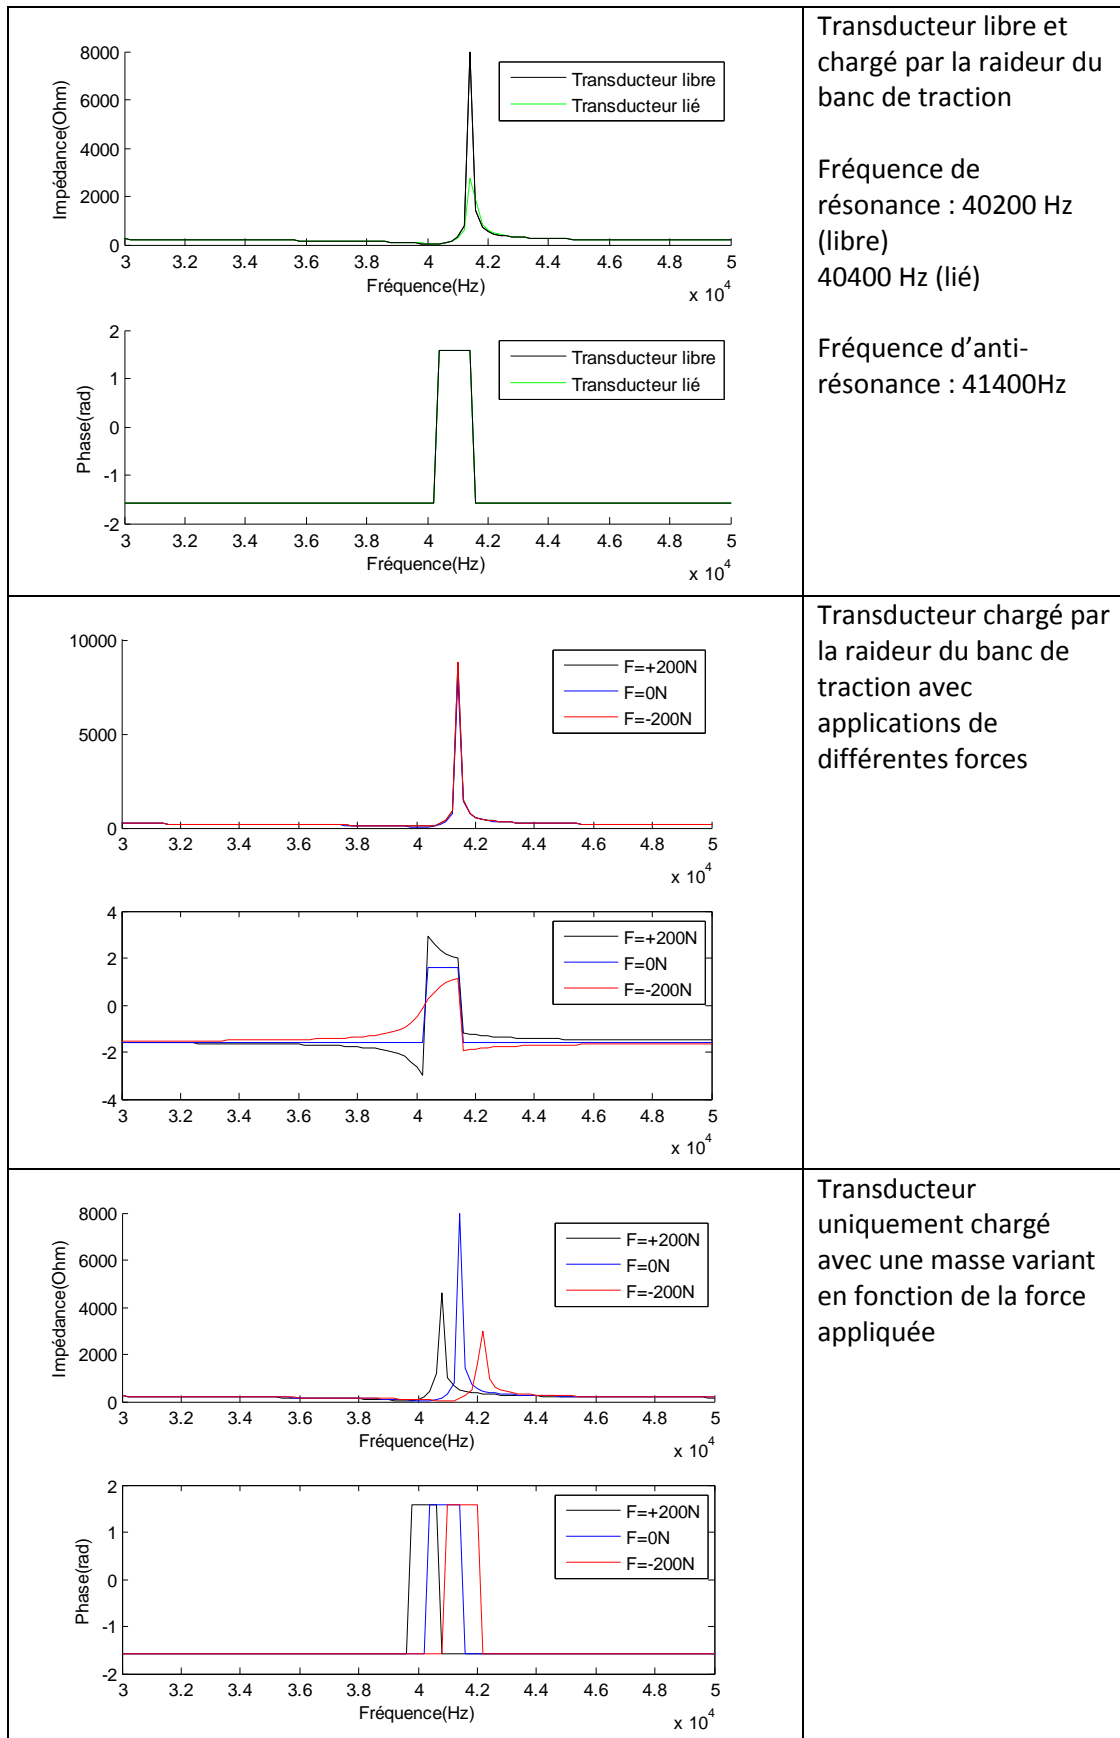 8000
6000
4000
2000
0
Impédance(Ohm)
Transducteur libre
Transducteur lié
3 3.2 3.4 3.6 3.8 4 4.2 4.4 4.6 4.8 5
Fréquence(Hz)
x 10^4
2
1
0
-1
-2
Phase(rad)
Transducteur libre
Transducteur lié
3 3.2 3.4 3.6 3.8 4 4.2 4.4 4.6 4.8 5
Fréquence(Hz)
x 10^4
Transducteur libre et
chargé par la raideur du
banc de traction
Fréquence de
résonance : 40200 Hz
(libre)
40400 Hz (lié)
Fréquence d’anti-
résonance : 41400Hz
10000
5000
0
F=+200N
F=0N
F=-200N
3 3.2 3.4 3.6 3.8 4 4.2 4.4 4.6 4.8 5
x 10^4
4
2
0
-2
-4
F=+200N
F=0N
F=-200N
3 3.2 3.4 3.6 3.8 4 4.2 4.4 4.6 4.8 5
x 10^4
Transducteur chargé par
la raideur du banc de
traction avec
applications de
différentes forces
8000
6000
4000
2000
0
Impédance(Ohm)
F=+200N
F=0N
F=-200N
3 3.2 3.4 3.6 3.8 4 4.2 4.4 4.6 4.8 5
Fréquence(Hz)
x 10^4
2
1
0
-1
-2
Phase(rad)
F=+200N
F=0N
F=-200N
3 3.2 3.4 3.6 3.8 4 4.2 4.4 4.6 4.8 5
Fréquence(Hz)
x 10^4
Transducteur
uniquement chargé
avec une masse variant
en fonction de la force
appliquée